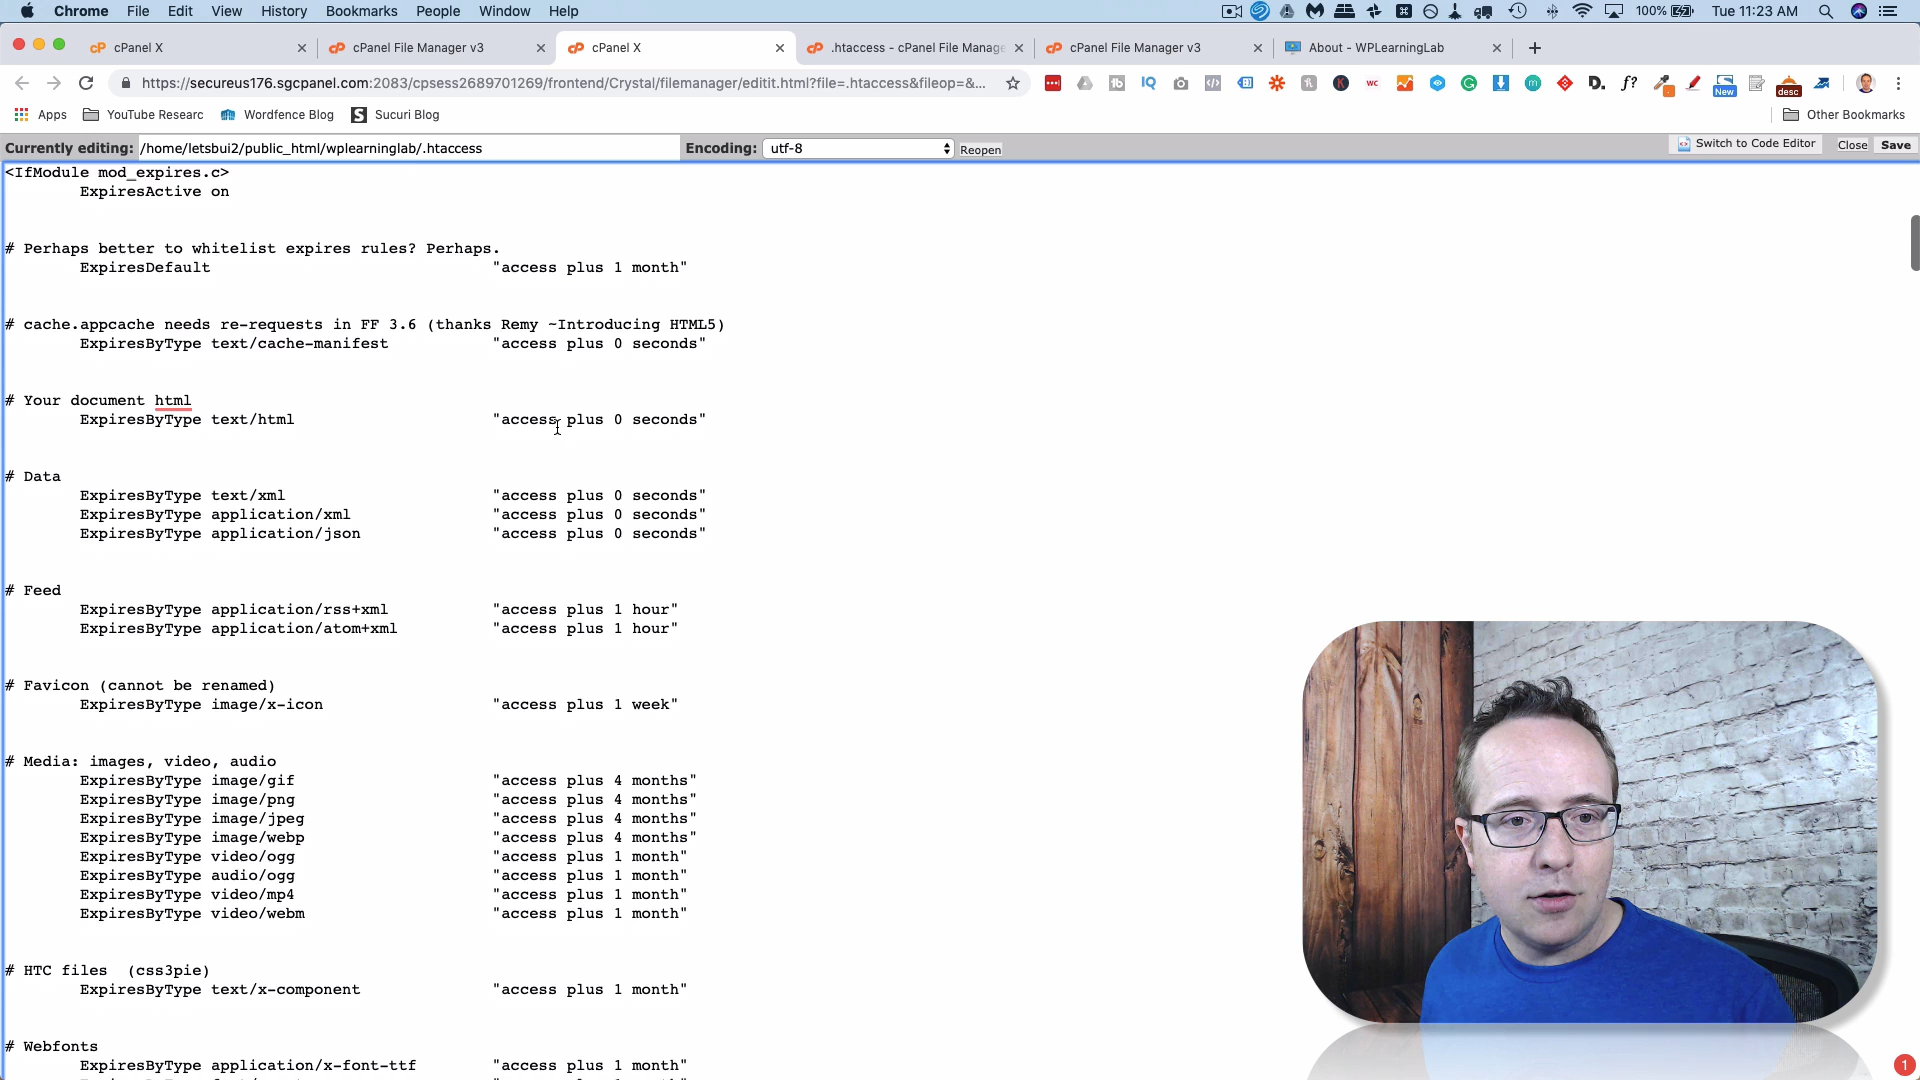 Chrome File Edit View History Bookmarks People Window Help 100% Tue 11:23 AM
cPanel X cPanel File Manager v3 cPanel X .htaccess - cPanel File Manage cPanel File Manager v3 About - WPLearningLab
https://secureus176.sgcpanel.com:2083/cpsess2689701269/frontend/Crystal/filemanager/editit.html?file=.htaccess&fileop=&...
Apps YouTube Researc Wordfence Blog Sucuri Blog Other Bookmarks
Currently editing: /home/letsbui2/public_html/wplearninglab/.htaccess Encoding: utf-8 Reopen Switch to Code Editor Close Save
<IfModule mod_expires.c>
ExpiresActive on
# Perhaps better to whitelist expires rules? Perhaps.
ExpiresDefault "access plus 1 month"
# cache.appcache needs re-requests in FF 3.6 (thanks Remy ~Introducing HTML5)
ExpiresByType text/cache-manifest "access plus 0 seconds"
# Your document html
ExpiresByType text/html "access plus 0 seconds"
# Data
ExpiresByType text/xml "access plus 0 seconds"
ExpiresByType application/xml "access plus 0 seconds"
ExpiresByType application/json "access plus 0 seconds"
# Feed
ExpiresByType application/rss+xml "access plus 1 hour"
ExpiresByType application/atom+xml "access plus 1 hour"
# Favicon (cannot be renamed)
ExpiresByType image/x-icon "access plus 1 week"
# Media: images, video, audio
ExpiresByType image/gif "access plus 4 months"
ExpiresByType image/png "access plus 4 months"
ExpiresByType image/jpeg "access plus 4 months"
ExpiresByType image/webp "access plus 4 months"
ExpiresByType video/ogg "access plus 1 month"
ExpiresByType audio/ogg "access plus 1 month"
ExpiresByType video/mp4 "access plus 1 month"
ExpiresByType video/webm "access plus 1 month"
# HTC files (css3pie)
ExpiresByType text/x-component "access plus 1 month"
# Webfonts
ExpiresByType application/x-font-ttf "access plus 1 month"
1